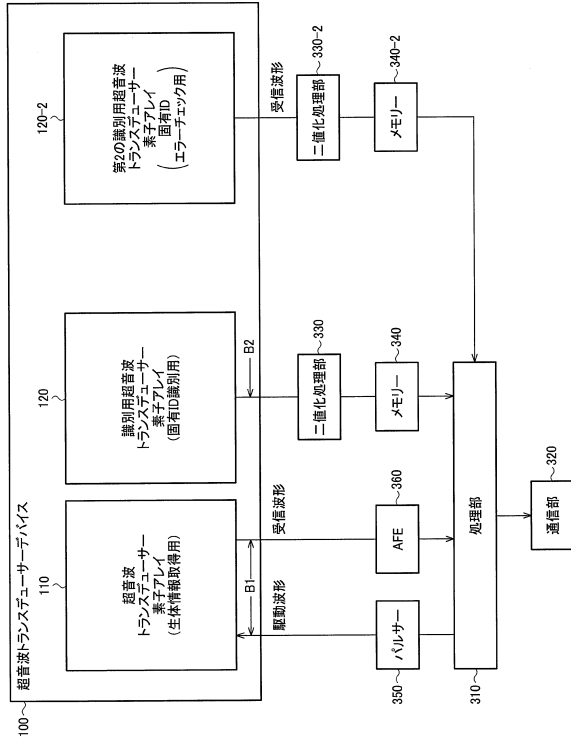 100
超音波トランスデューサーデバイス
110
超音波
トランスデューサー
素子アレイ
(生体情報取得用)
120
識別用超音波
トランスデューサー
素子アレイ
(固有ID識別用)
120-2
第2の識別用超音波
トランスデューサー
素子アレイ
固有ID
(エラーチェック用)
駆動波形
B1
受信波形
B2
受信波形
350
パルサー
360
AFE
330
二値化処理部
340
メモリー
330-2
二値化処理部
340-2
メモリー
310
処理部
320
通信部